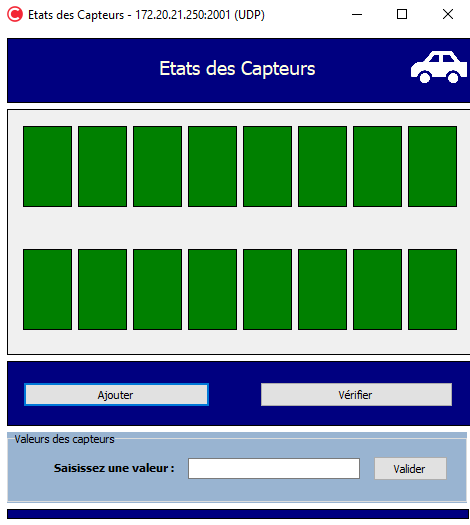 Etats des Capteurs - 172.20.21.250:2001 (UDP)
Etats des Capteurs
Ajouter Vérifier
Valeurs des capteurs
Saisissez une valeur : Valider